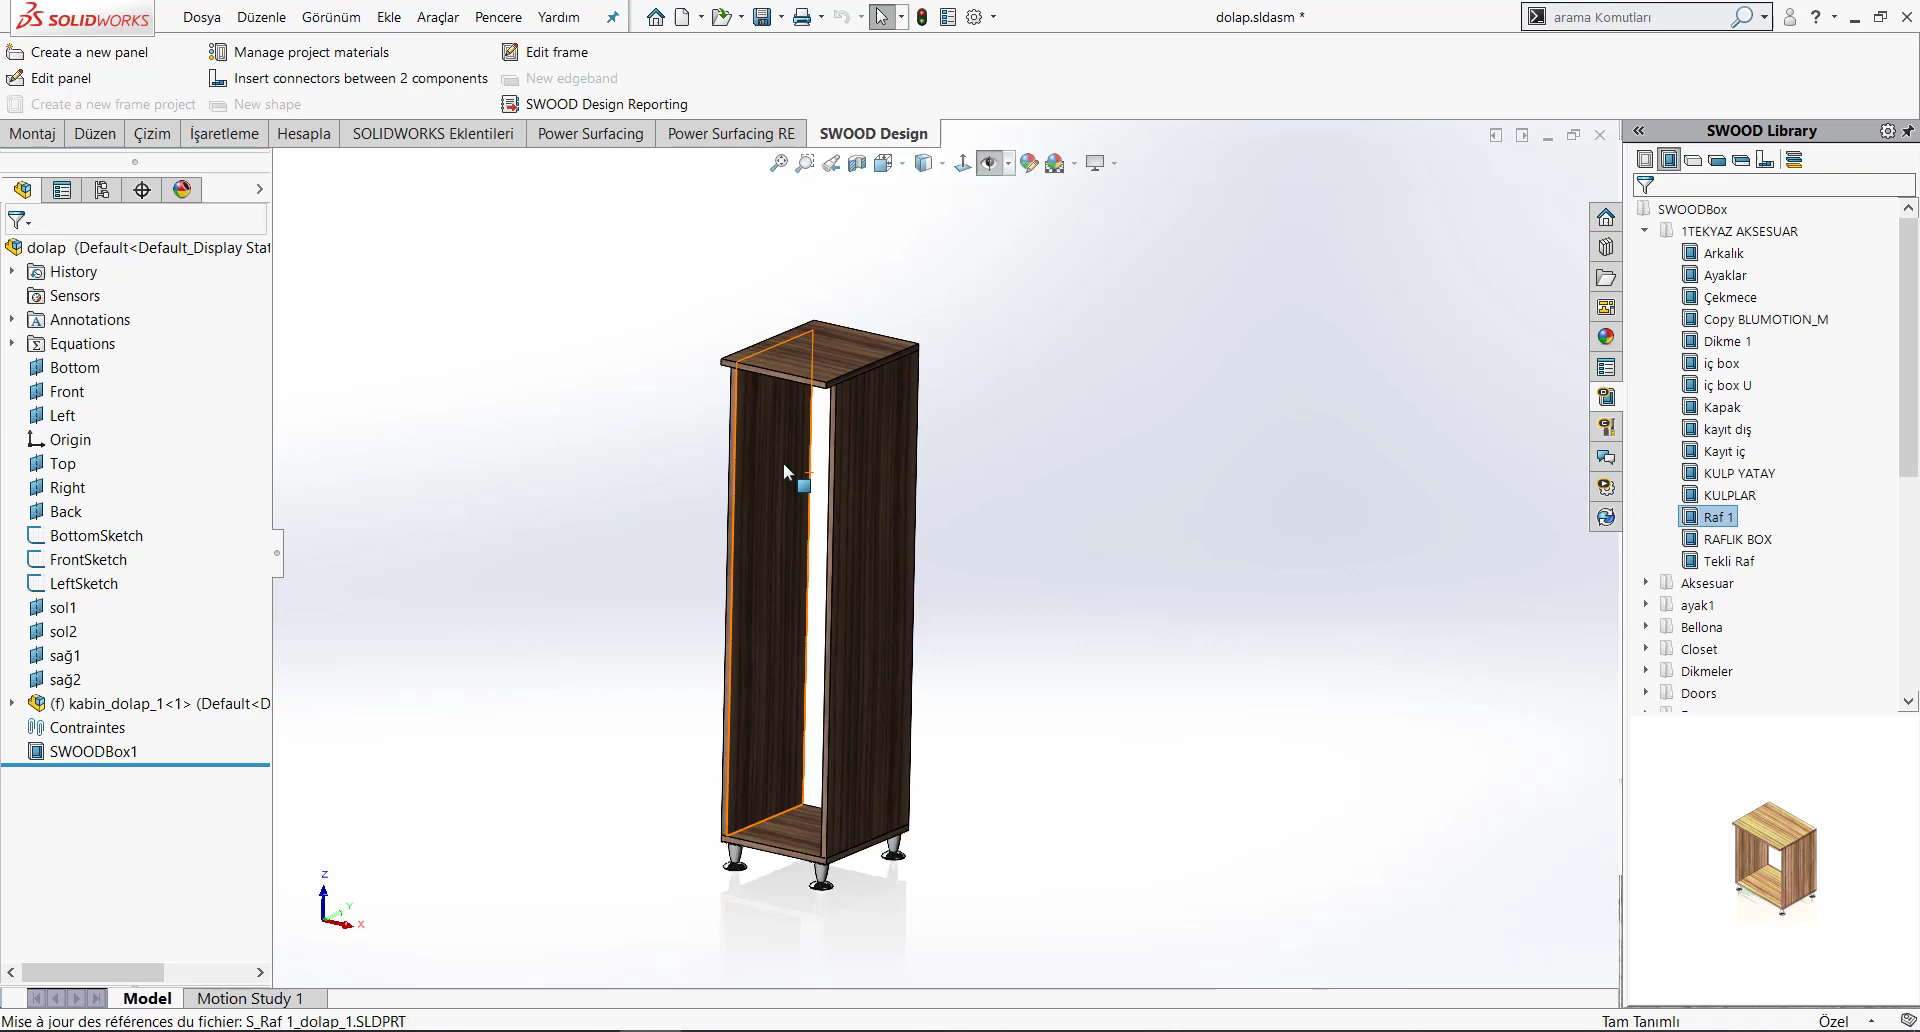 SOLIDWORKS
Dosya Düzenle Görünüm Ekle Araçlar Pencere Yardım
dolap.sldasm *
arama Komutları
?
Create a new panel
Manage project materials
Edit frame
Edit panel
Insert connectors between 2 components
New edgeband
Create a new frame project
New shape
SWOOD Design Reporting
Montaj Düzen Çizim İşaretleme Hesapla SOLIDWORKS Eklentileri Power Surfacing Power Surfacing RE SWOOD Design
SWOOD Library
dolap (Default<Default_Display Stat
History
Sensors
Annotations
Equations
Bottom
Front
Left
Origin
Top
Right
Back
BottomSketch
FrontSketch
LeftSketch
sol1
sol2
sağ1
sağ2
(f) kabin_dolap_1<1> (Default<D
Contraintes
SWOODBox1
Z
Y
X
SWOODBox
1TEKYAZ AKSESUAR
Arkalık
Ayaklar
Çekmece
Copy BLUMOTION_M
Dikme 1
iç box
iç box U
Kapak
kayıt dış
Kayıt iç
KULP YATAY
KULPLAR
Raf 1
RAFLIK BOX
Tekli Raf
Aksesuar
ayak1
Bellona
Closet
Dikmeler
Doors
Model Motion Study 1
Mise à jour des références du fichier: S_Raf 1_dolap_1.SLDPRT
Tam Tanımlı
Özel